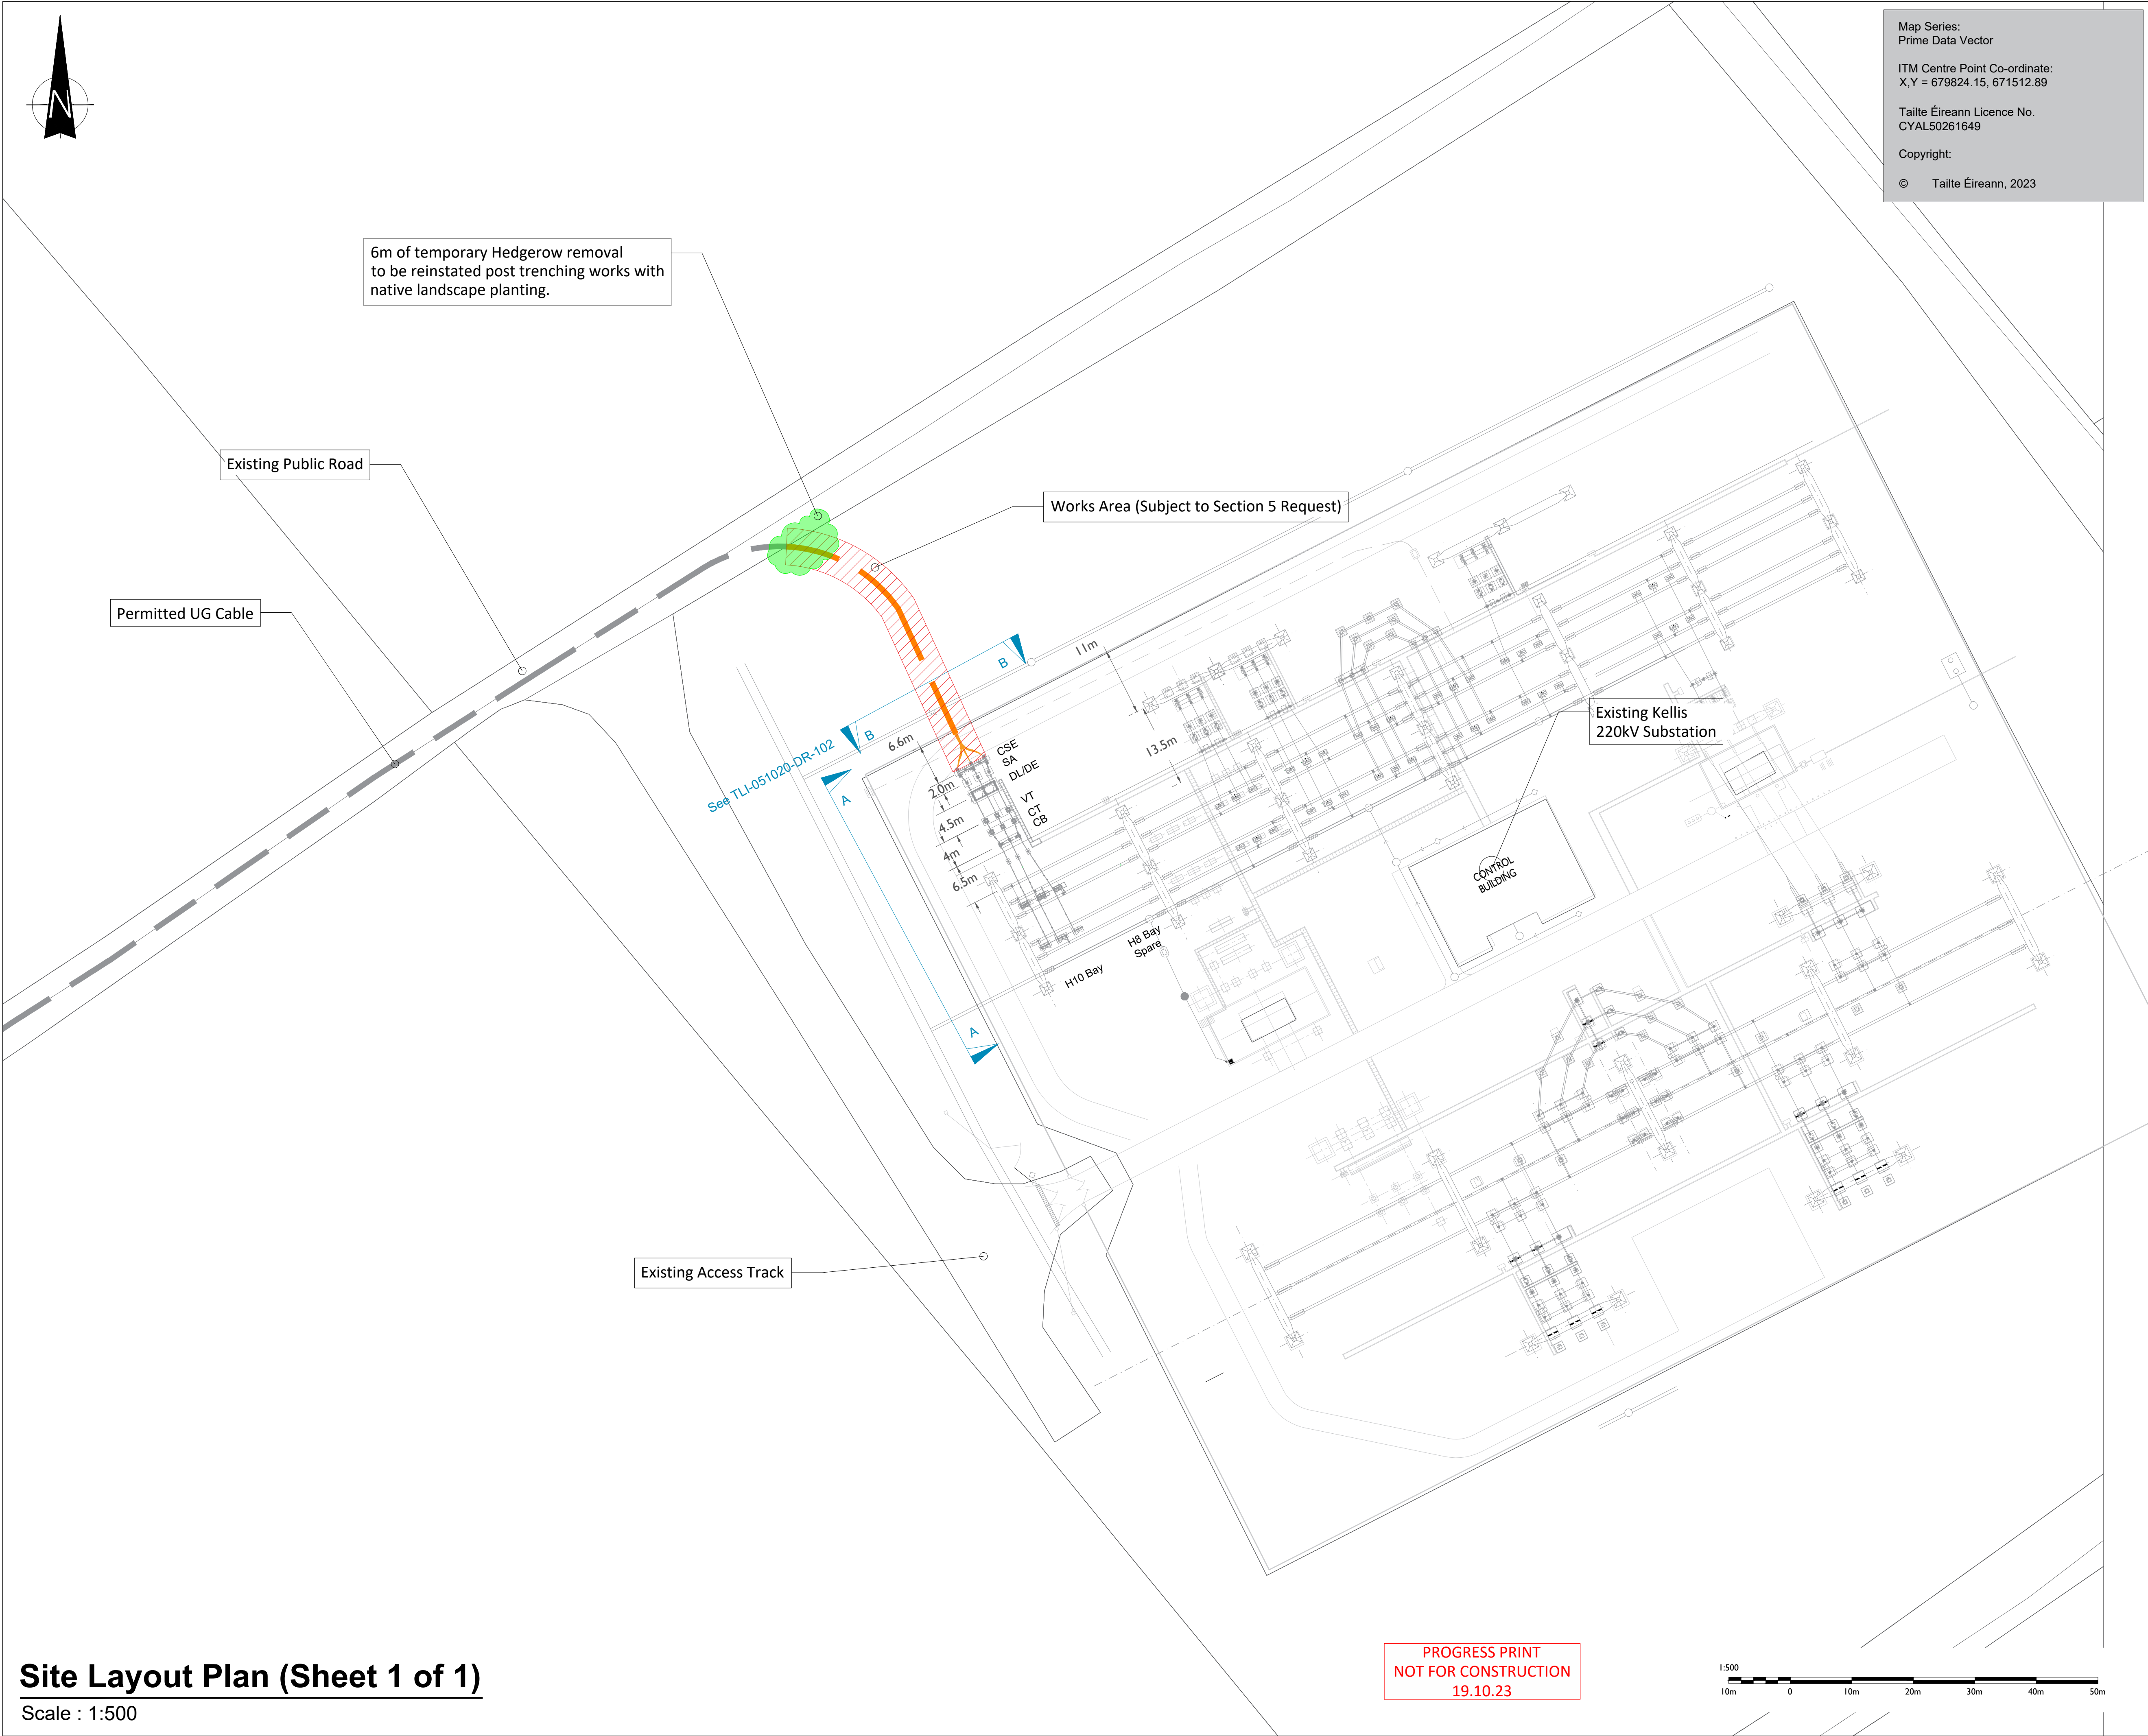 Map Series:
Prime Data Vector
ITM Centre Point Co-ordinate:
X,Y = 679824.15, 671512.89
Tailte Éireann Licence No.
CYAL50261649
Copyright:
© Tailte Éireann, 2023
N
6m of temporary Hedgerow removal
to be reinstated post trenching works with
native landscape planting.
Existing Public Road
Works Area (Subject to Section 5 Request)
Permitted UG Cable
B
B
See TLI-051020-DR-102
A
A
11m
13.5m
6.6m
2.0m
4.5m
4m
6.5m
CSE
SA
DL/DE
VT
CT
CB
Existing Kellis
220kV Substation
CONTROL
BUILDING
H8 Bay
Spare
H10 Bay
Existing Access Track
Site Layout Plan (Sheet 1 of 1)
Scale : 1:500
PROGRESS PRINT
NOT FOR CONSTRUCTION
19.10.23
1:500
10m 0 10m 20m 30m 40m 50m